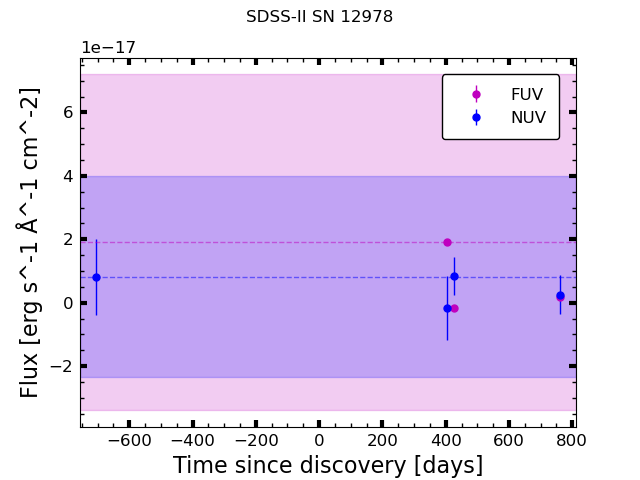 SDSS-II SN 12978
1e−17
FUV
NUV
6
4
2
0
−2
−600
−400
−200
0
200
400
600
800
Flux [erg s^-1 Å^-1 cm^-2]
Time since discovery [days]